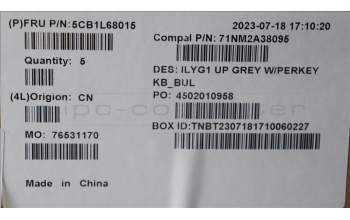 (P)FRU P/N:5CB1L68015
2023-07-18 17:10:20
Compal P/N:71NM2A38095
Quantity: 5
DES: ILYG1 UP GREY W/PERKEY
KB_BUL
(4L)Origion: CN
PO: 4502010958
MO: 76531170
BOX ID:TNBT2307181710060227
Made in China